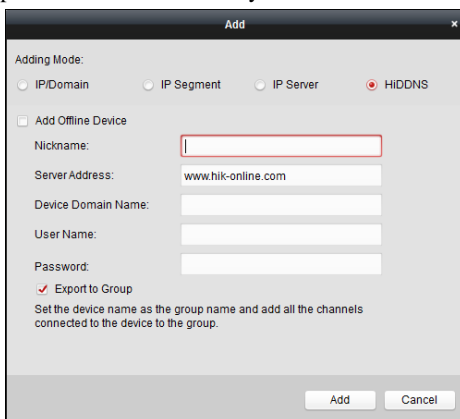 Add ×
Adding Mode:
IP/Domain IP Segment IP Server HiDDNS
Add Offline Device
Nickname:
Server Address: www.hik-online.com
Device Domain Name:
User Name:
Password:
Export to Group
Set the device name as the group name and add all the channels
connected to the device to the group.
Add Cancel